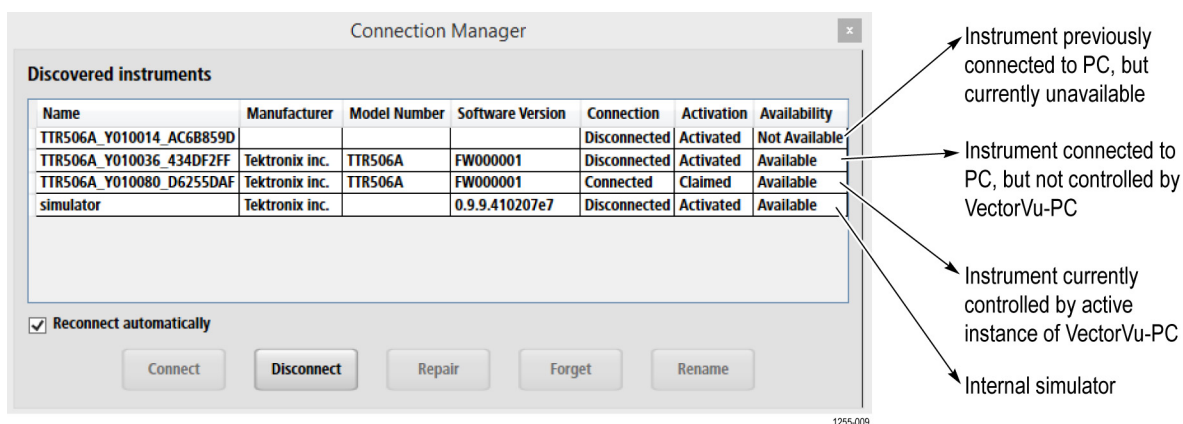 Connection Manager
x
Discovered instruments
Name Manufacturer Model Number Software Version Connection Activation Availability
TTR506A_Y010014_AC6B859D Disconnected Activated Not Available
TTR506A_Y010036_434DF2FF Tektronix inc. TTR506A FW000001 Disconnected Activated Available
TTR506A_Y010080_D6255DAF Tektronix inc. TTR506A FW000001 Connected Claimed Available
simulator Tektronix inc. 0.9.9.410207e7 Disconnected Activated Available
Reconnect automatically
Connect Disconnect Repair Forget Rename
Instrument previously
connected to PC, but
currently unavailable
Instrument connected to
PC, but not controlled by
VectorVu-PC
Instrument currently
controlled by active
instance of VectorVu-PC
Internal simulator
1255-009